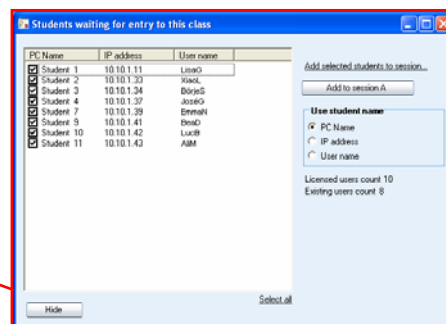 Students waiting for entry to this class
PC Name IP address User name
Student 1 10.10.1.11 LisaG
Student 2 10.10.1.33 XiaoL
Student 3 10.10.1.34 BörjeS
Student 4 10.10.1.37 JoséG
Student 7 10.10.1.39 EmmaN
Student 9 10.10.1.41 BeaD
Student 10 10.10.1.42 LucB
Student 11 10.10.1.43 AliM
Add selected students to session...
Add to session A
Use student name
PC Name
IP address
User name
Licensed users count 10
Existing users count 8
Select all
Hide